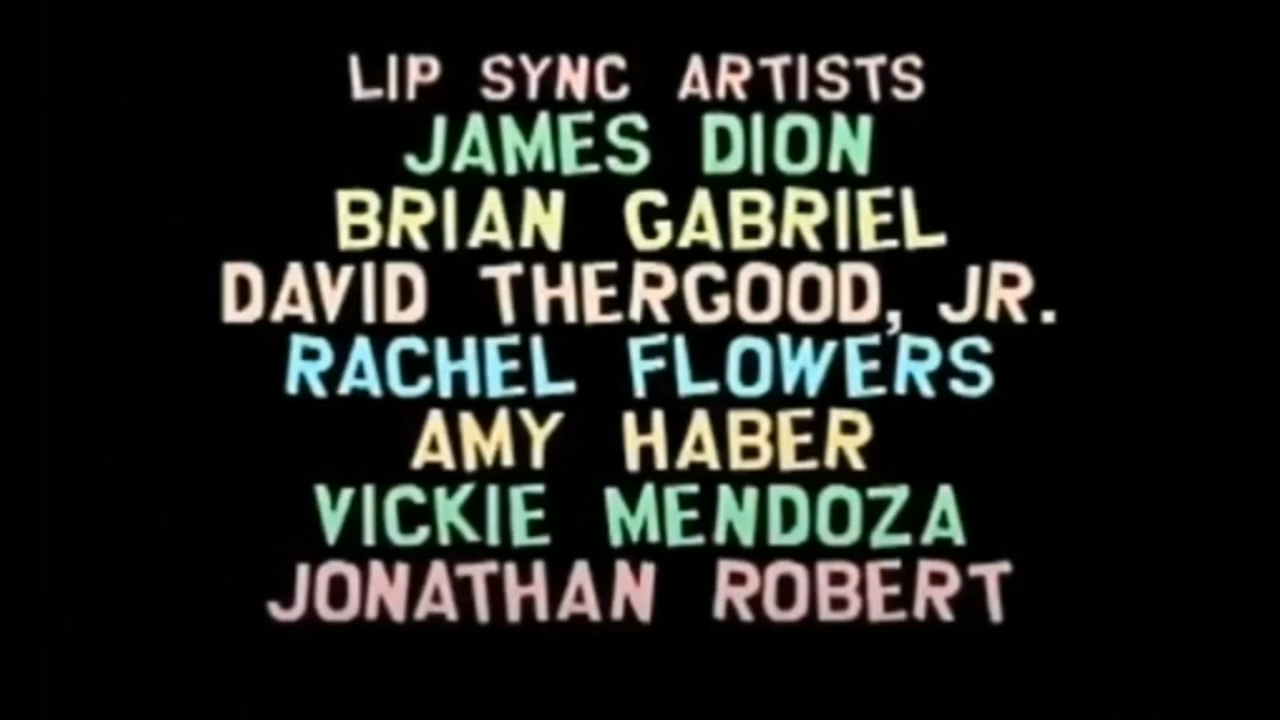 LIP SYNC ARTISTS
JAMES DION
BRIAN GABRIEL
DAVID THERGOOD, JR.
RACHEL FLOWERS
AMY HABER
VICKIE MENDOZA
JONATHAN ROBERT